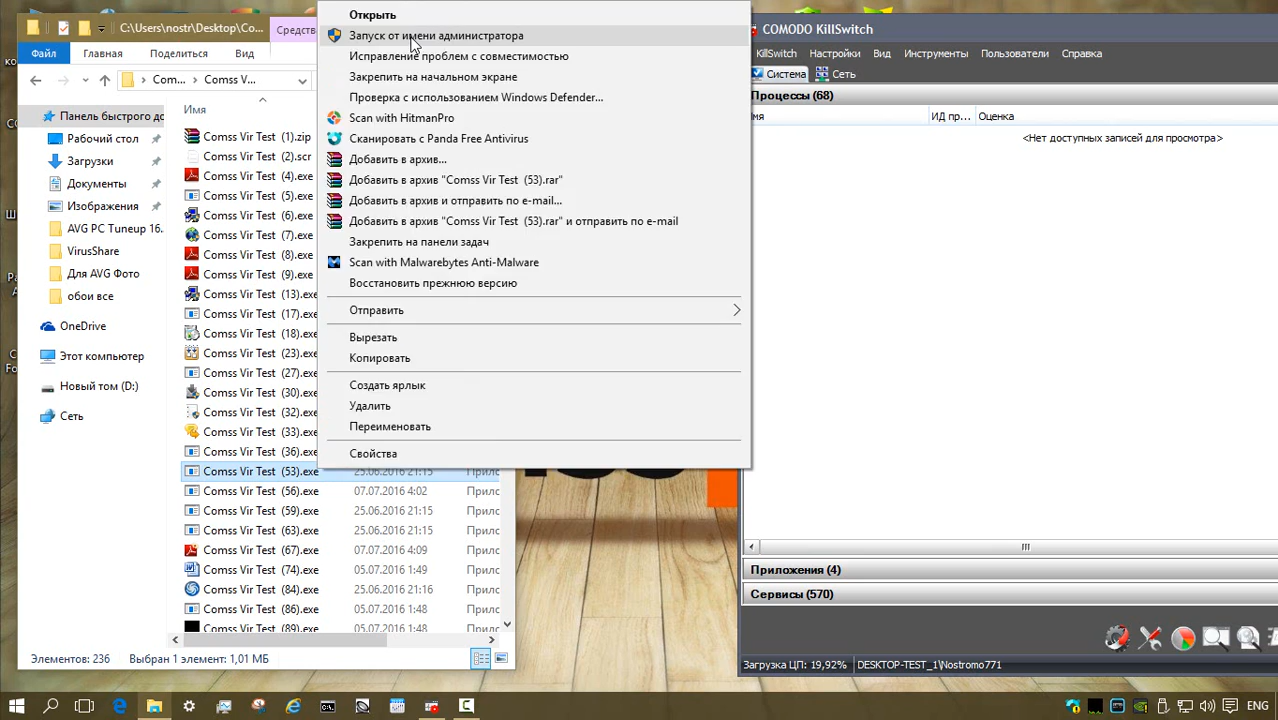 C:\Users\nostr\Desktop\Co...
Средств
Файл
Главная
Вид
Com...
Comss V...
Имя
Панель быстрого до
Рабочий стол
Загрузки
Документы
Изображения
AVG PC Tuneup 16.
VirusShare
Для AVG Фото
обои все
OneDrive
Этот компьютер
Новый том (D:)
Сеть
Comss Vir Test (1).zip
Comss Vir Test (2).scr
Comss Vir Test (4).exe
Comss Vir Test (5).exe
Comss Vir Test (6).exe
Comss Vir Test (7).exe
Comss Vir Test (8).exe
Comss Vir Test (9).exe
Comss Vir Test (13).exe
Comss Vir Test (17).exe
Comss Vir Test (18).exe
Comss Vir Test (23).exe
Comss Vir Test (27).exe
Comss Vir Test (30).exe
Comss Vir Test (32).exe
Comss Vir Test (33).exe
Comss Vir Test (36).exe
Comss Vir Test (53).exe 25.06.2016 21:15 Прило
Comss Vir Test (56).exe 07.07.2016 4:02 Прило
Comss Vir Test (59).exe 25.06.2016 21:15 Прило
Comss Vir Test (63).exe 25.06.2016 21:15 Прило
Comss Vir Test (67).exe 07.07.2016 4:09 Прило
Comss Vir Test (74).exe 05.07.2016 1:49 Прило
Comss Vir Test (84).exe 25.06.2016 21:16 Прило
Comss Vir Test (86).exe 05.07.2016 1:48 Прило
Comss Vir Test (89).exe 05.07.2016 1:48 Прило
Элементов: 236
Выбран 1 элемент: 1,01 МБ
Открыть
Запуск от имени администратора
Исправление проблем с совместимостью
Закрепить на начальном экране
Проверка с использованием Windows Defender...
Scan with HitmanPro
Сканировать с Panda Free Antivirus
Добавить в архив...
Добавить в архив "Comss Vir Test (53).rar"
Добавить в архив и отправить по e-mail...
Добавить в архив "Comss Vir Test (53).rar" и отправить по e-mail
Закрепить на панели задач
Scan with Malwarebytes Anti-Malware
Восстановить прежнюю версию
Отправить
Вырезать
Копировать
Создать ярлык
Удалить
Переименовать
Свойства
COMODO KillSwitch
KillSwitch
Настройки
Вид
Инструменты
Пользователи
Справка
Система
Сеть
Процессы (68)
мя
ИД пр...
Оценка
<Нет доступных записей для просмотра>
Приложения (4)
Сервисы (570)
Загрузка ЦП: 19,92%
DESKTOP-TEST_1\Nostromo771
ENG